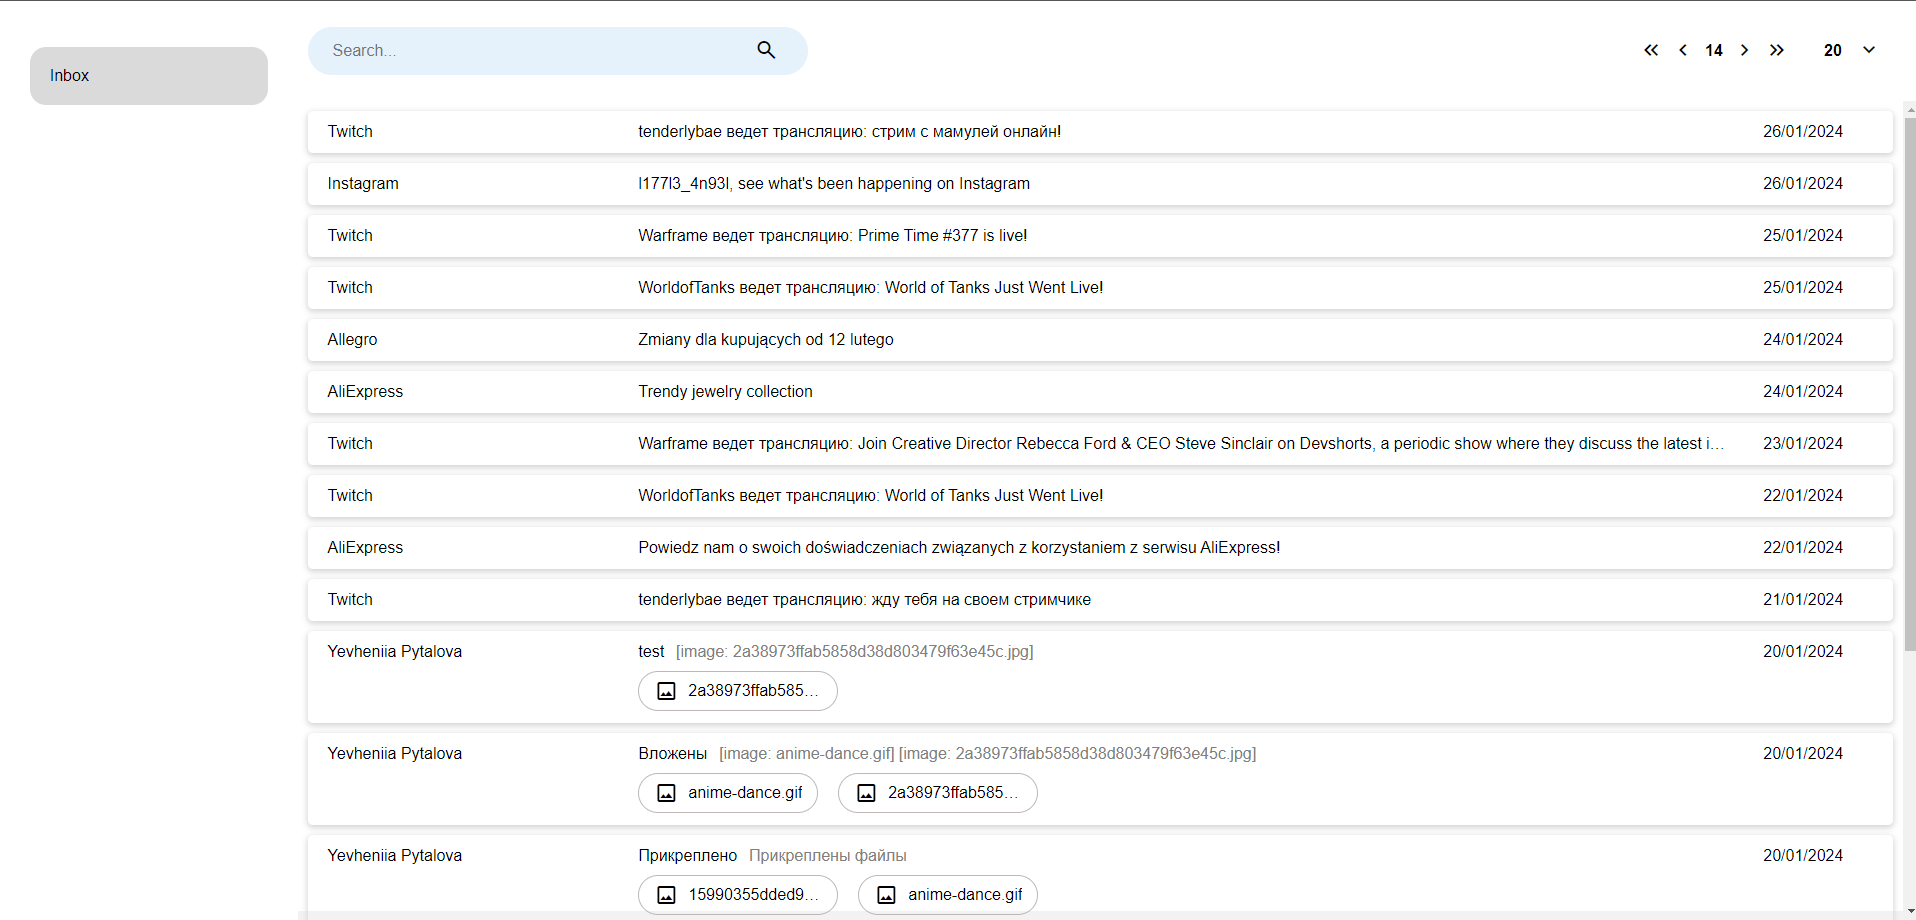 Inbox
Search...
14
20
Twitch tenderlybae ведет трансляцию: стрим с мамулей онлайн! 26/01/2024
Instagram l177l3_4n93l, see what's been happening on Instagram 26/01/2024
Twitch Warframe ведет трансляцию: Prime Time #377 is live! 25/01/2024
Twitch WorldofTanks ведет трансляцию: World of Tanks Just Went Live! 25/01/2024
Allegro Zmiany dla kupujących od 12 lutego 24/01/2024
AliExpress Trendy jewelry collection 24/01/2024
Twitch Warframe ведет трансляцию: Join Creative Director Rebecca Ford & CEO Steve Sinclair on Devshorts, a periodic show where they discuss the latest i... 23/01/2024
Twitch WorldofTanks ведет трансляцию: World of Tanks Just Went Live! 22/01/2024
AliExpress Powiedz nam o swoich doświadczeniach związanych z korzystaniem z serwisu AliExpress! 22/01/2024
Twitch tenderlybae ведет трансляцию: жду тебя на своем стримчике 21/01/2024
Yevheniia Pytalova test [image: 2a38973ffab5858d38d803479f63e45c.jpg] 20/01/2024
2a38973ffab585...
Yevheniia Pytalova Вложены [image: anime-dance.gif] [image: 2a38973ffab5858d38d803479f63e45c.jpg] 20/01/2024
anime-dance.gif 2a38973ffab585...
Yevheniia Pytalova Прикреплено Прикреплены файлы 20/01/2024
15990355dded9... anime-dance.gif